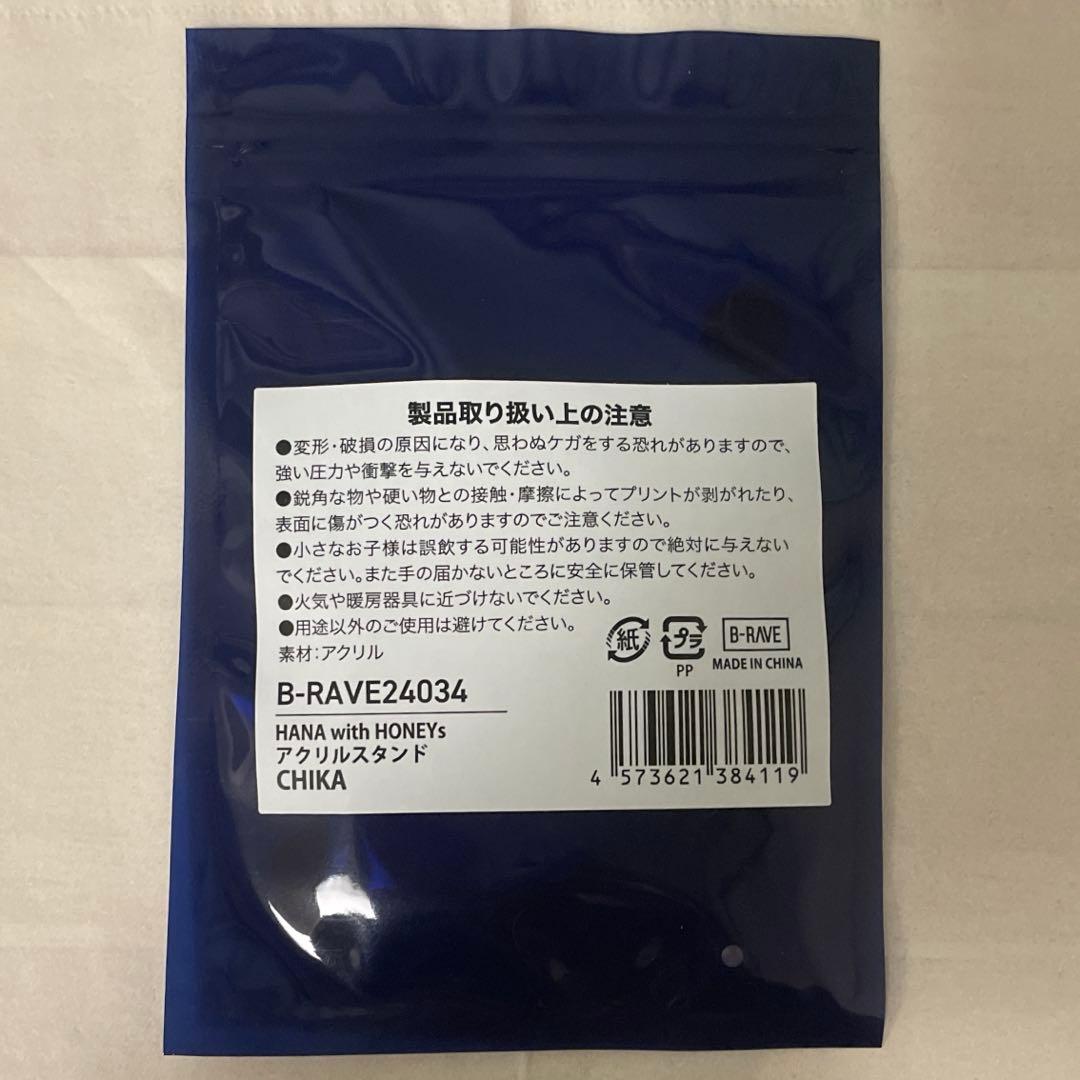 製品取り扱い上の注意
●変形・破損の原因になり、思わぬケガをする恐れがありますので、
強い圧力や衝撃を与えないでください。
●鋭角な物や硬い物との接触・摩擦によってプリントが剥がれたり、
表面に傷がつく恐れがありますのでご注意ください。
●小さなお子様は誤飲する可能性がありますので絶対に与えない
でください。また手の届かないところに安全に保管してください。
●火気や暖房器具に近づけないでください。
●用途以外のご使用は避けてください。
素材：アクリル
紙
プラ
PP
B-RAVE
MADE IN CHINA
B-RAVE24034
HANA with HONEYs
アクリルスタンド
CHIKA
4 573621 384119